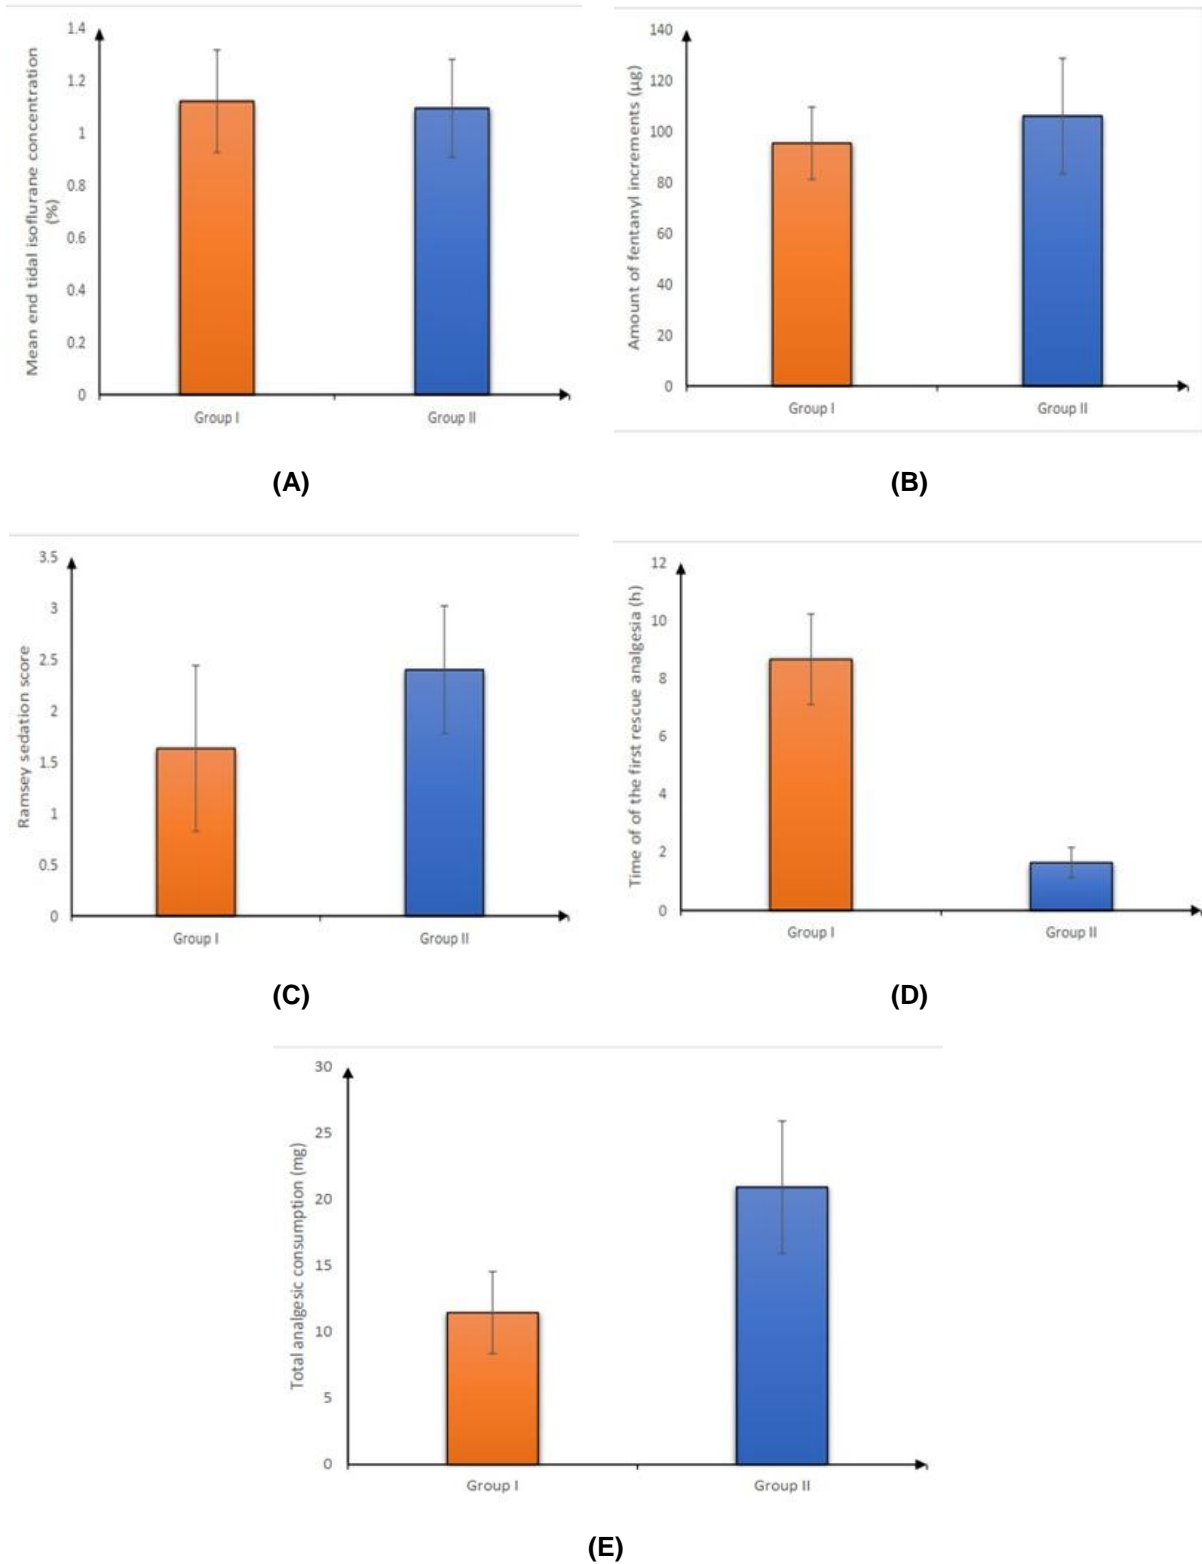 Mean end tidal isoflurane concentration
(%)
1.4
1.2
1
0.8
0.6
0.4
0.2
0
Group I
Group II
(A)
Amount of fentanyl increments (µg)
140
120
100
80
60
40
20
0
Group I
Group II
(B)
Ramsey sedation score
3.5
3
2.5
2
1.5
1
0.5
0
Group I
Group II
(C)
Time of of the first rescue analgesia (h)
12
10
8
6
4
2
0
Group I
Group II
(D)
Total analgesic consumption (mg)
30
25
20
15
10
5
0
Group I
Group II
(E)